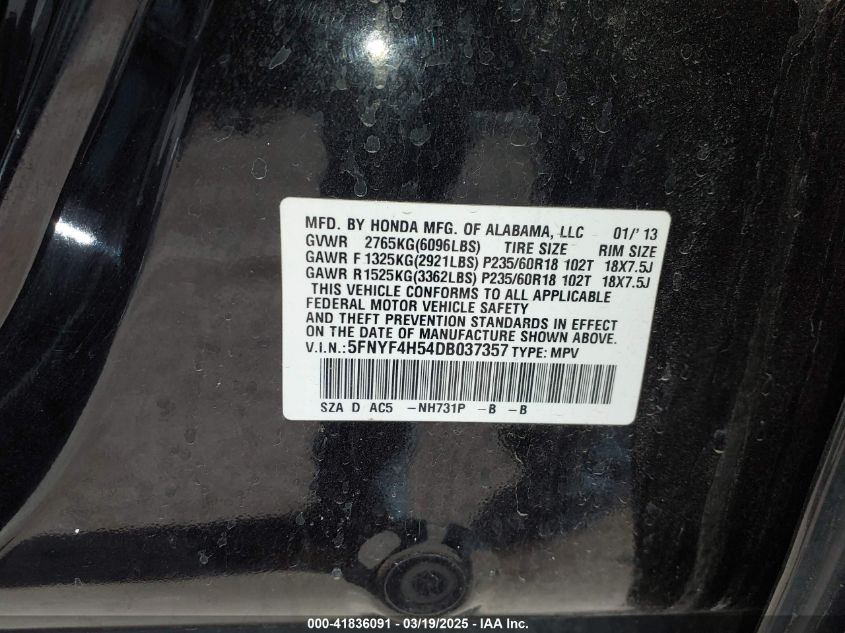 MFD. BY HONDA MFG. OF ALABAMA, LLC 01/'13
GVWR 2765KG(6096LBS) TIRE SIZE RIM SIZE
GAWR F 1325KG(2921LBS) P235/60R18 102T 18X7.5J
GAWR R 1525KG(3362LBS) P235/60R18 102T 18X7.5J
THIS VEHICLE CONFORMS TO ALL APPLICABLE
FEDERAL MOTOR VEHICLE SAFETY
AND THEFT PREVENTION STANDARDS IN EFFECT
ON THE DATE OF MANUFACTURE SHOWN ABOVE.
V.I.N.:5FNYF4H54DB037357 TYPE: MPV
SZA D AC5 -NH731P -B -B
000-41836091 - 03/19/2025 - IAA Inc.